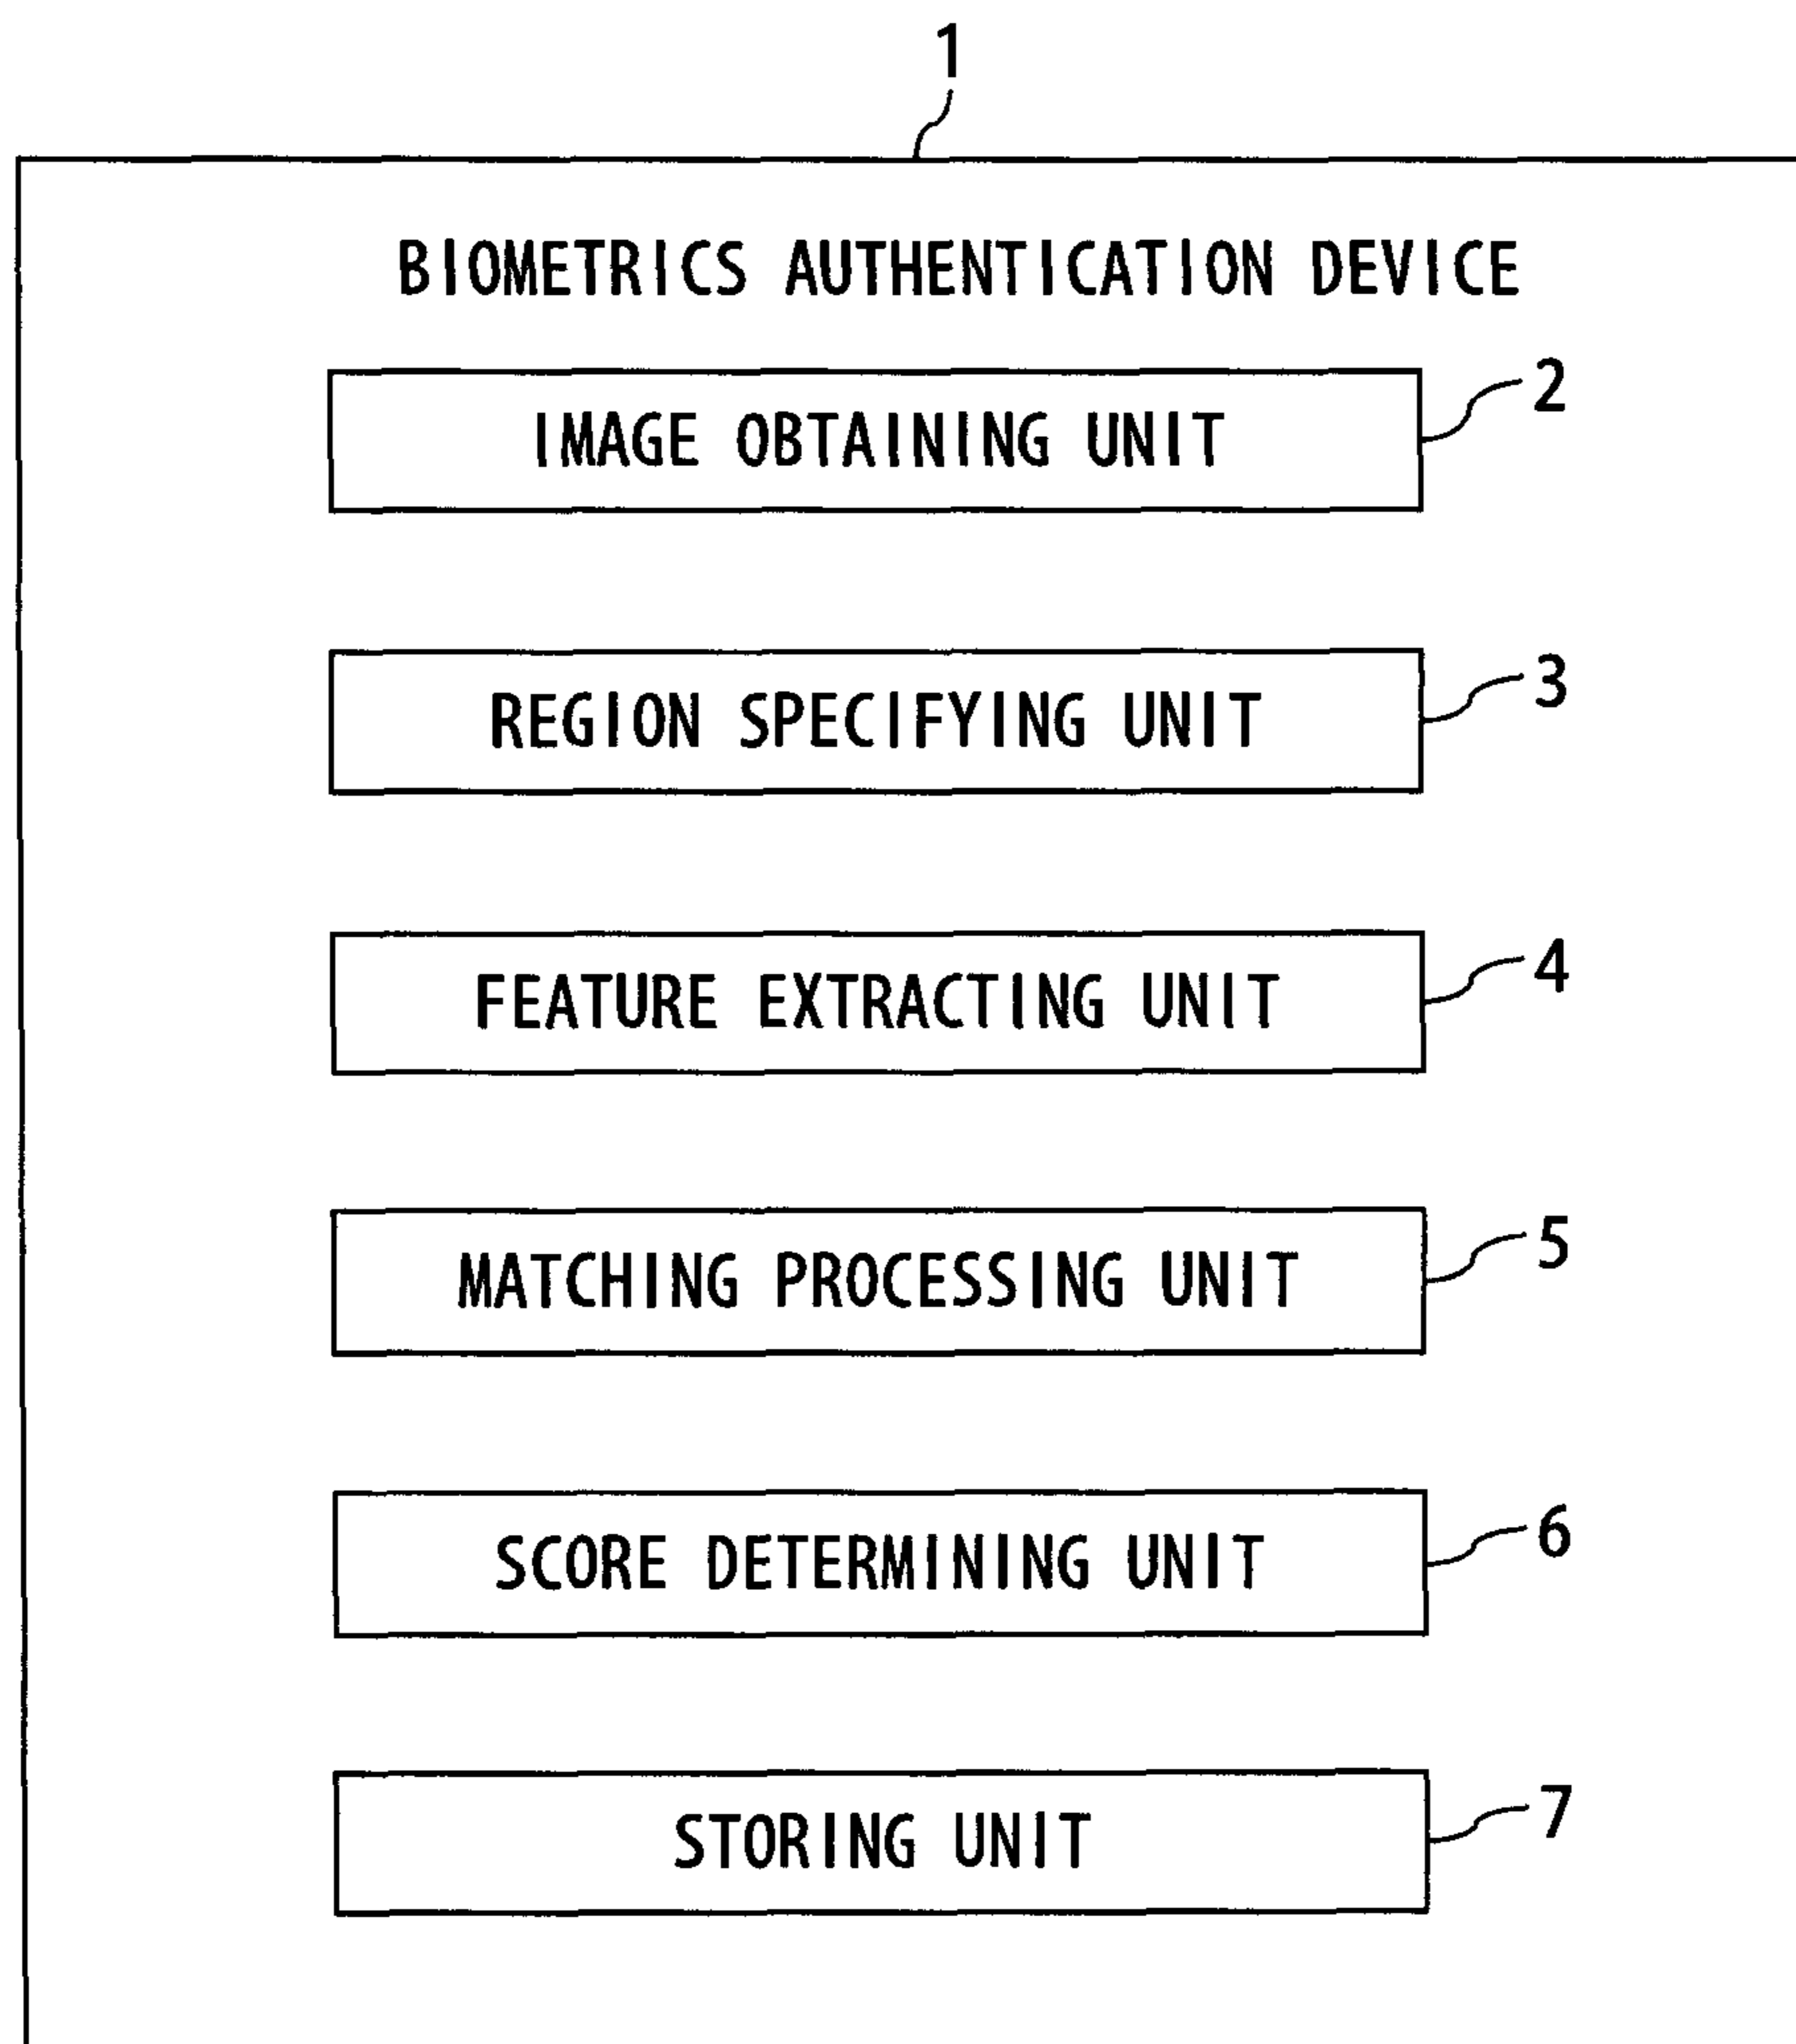 1
BIOMETRICS AUTHENTICATION DEVICE
IMAGE OBTAINING UNIT 2
REGION SPECIFYING UNIT 3
FEATURE EXTRACTING UNIT 4
MATCHING PROCESSING UNIT 5
SCORE DETERMINING UNIT 6
STORING UNIT 7